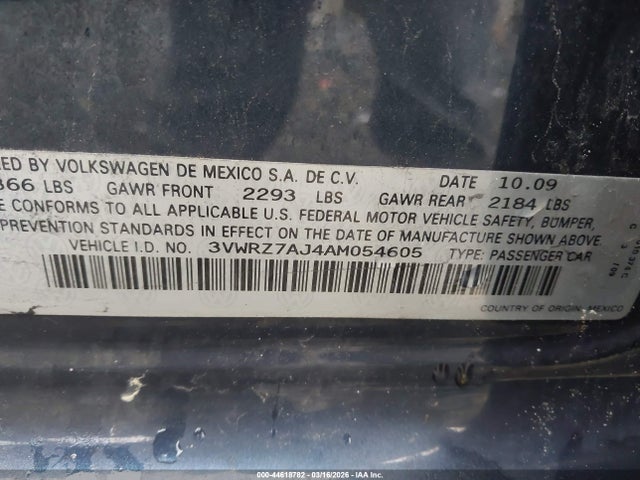 BY VOLKSWAGEN DE MEXICO S.A. DE C.V. DATE 10.09
366 LBS GAWR FRONT 2293 LBS GAWR REAR 2184 LBS
CONFORMS TO ALL APPLICABLE U.S. FEDERAL MOTOR VEHICLE SAFETY, BUMPER,
PREVENTION STANDARDS IN EFFECT ON THE DATE OF MANUFACTURE SHOWN ABOVE.
VEHICLE I.D. NO. 3VWRZ7AJ4AM054605 TYPE: PASSENGER CAR
COUNTRY OF ORIGIN: MEXICO
000-44618782 | 03/16/2026 | IAA Inc.